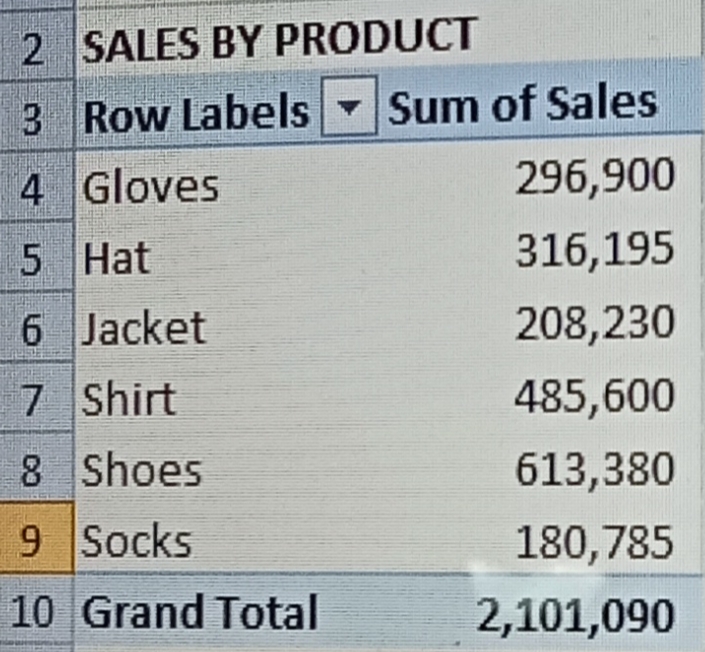 2 SALES BY PRODUCT
3 Row Labels Sum of Sales
4 Gloves 296,900
5 Hat 316,195
6 Jacket 208,230
7 Shirt 485,600
8 Shoes 613,380
9 Socks 180,785
10 Grand Total 2,101,090